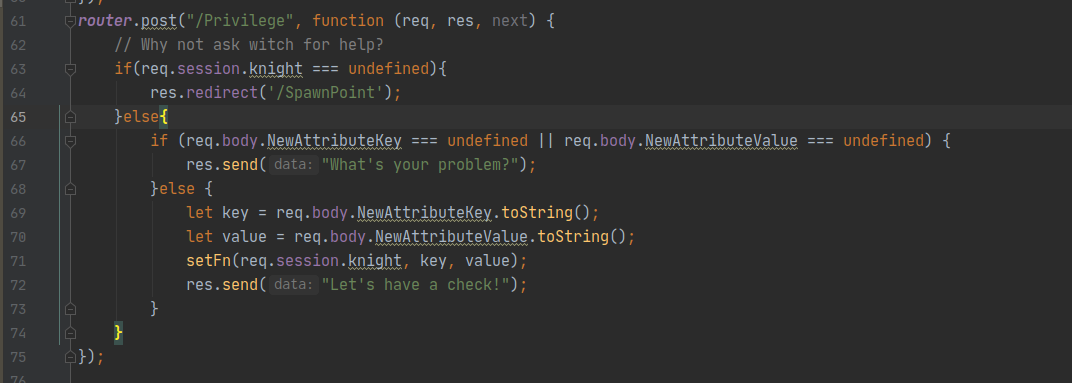 61 router.post("/Privilege", function (req, res, next) {
62 // Why not ask witch for help?
63 if(req.session.knight === undefined){
64 res.redirect('/SpawnPoint');
65 }else{
66 if (req.body.NewAttributeKey === undefined || req.body.NewAttributeValue === undefined) {
67 res.send( data: "What's your problem?");
68 }else {
69 let key = req.body.NewAttributeKey.toString();
70 let value = req.body.NewAttributeValue.toString();
71 setFn(req.session.knight, key, value);
72 res.send( data: "Let's have a check!");
73 }
74 }
75 });
76